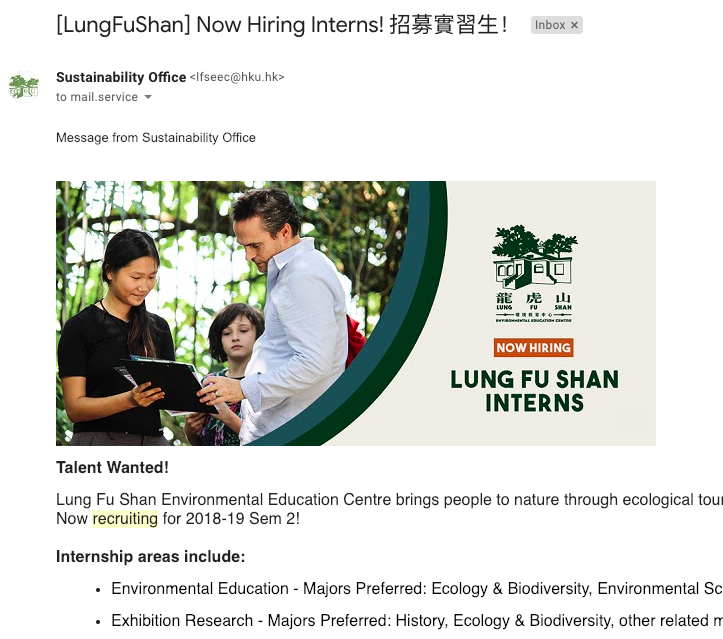 [LungFuShan] Now Hiring Interns! 招募實習生！ Inbox ×
Sustainability Office <lfseec@hku.hk>
to mail.service
Message from Sustainability Office
龍 虎 山
LUNG FU SHAN
環境教育中心
ENVIRONMENTAL EDUCATION CENTRE
NOW HIRING
LUNG FU SHAN
INTERNS
Talent Wanted!
Lung Fu Shan Environmental Education Centre brings people to nature through ecological tour
Now recruiting for 2018-19 Sem 2!
Internship areas include:
• Environmental Education - Majors Preferred: Ecology & Biodiversity, Environmental Sc
• Exhibition Research - Majors Preferred: History, Ecology & Biodiversity, other related m